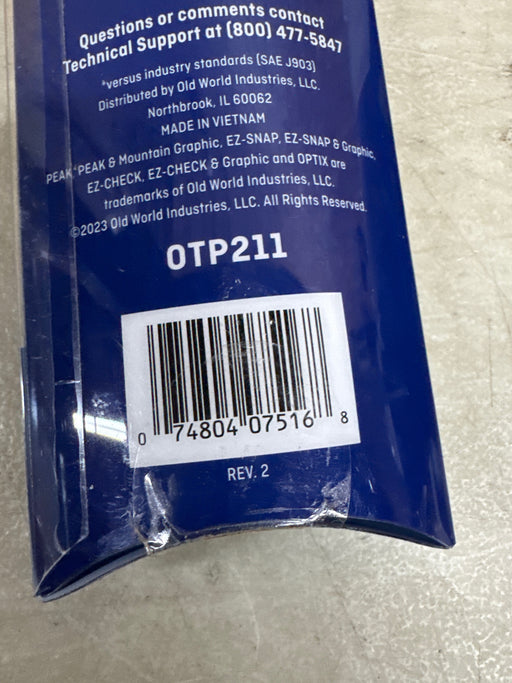 Questions or comments contact
Technical Support at (800) 477-5847
*versus industry standards (SAE J903)
Distributed by Old World Industries, LLC.
Northbrook, IL 60062
MADE IN VIETNAM
PEAK, PEAK & Mountain Graphic, EZ-SNAP, EZ-SNAP & Graphic,
EZ-CHECK, EZ-CHECK & Graphic and OPTIX are
trademarks of Old World Industries, LLC.
©2023 Old World Industries, LLC. All Rights Reserved.
OTP211
0 74804 07516 8
REV. 2